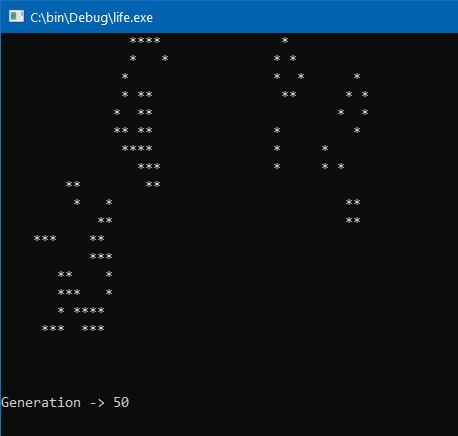 C:\bin\Debug\life.exe
                ****               *
                *   *             * *
               *                  *  *      *
               * **                **      * *
              *  **                       *  *
              ** **               *         *
               ****               *     *
                 ***              *     * *
        **        **
         *   *                             **
            **                             **
    ***    **
           ***
       **    *
       ***   *
       * ****
     ***  ***
Generation -> 50